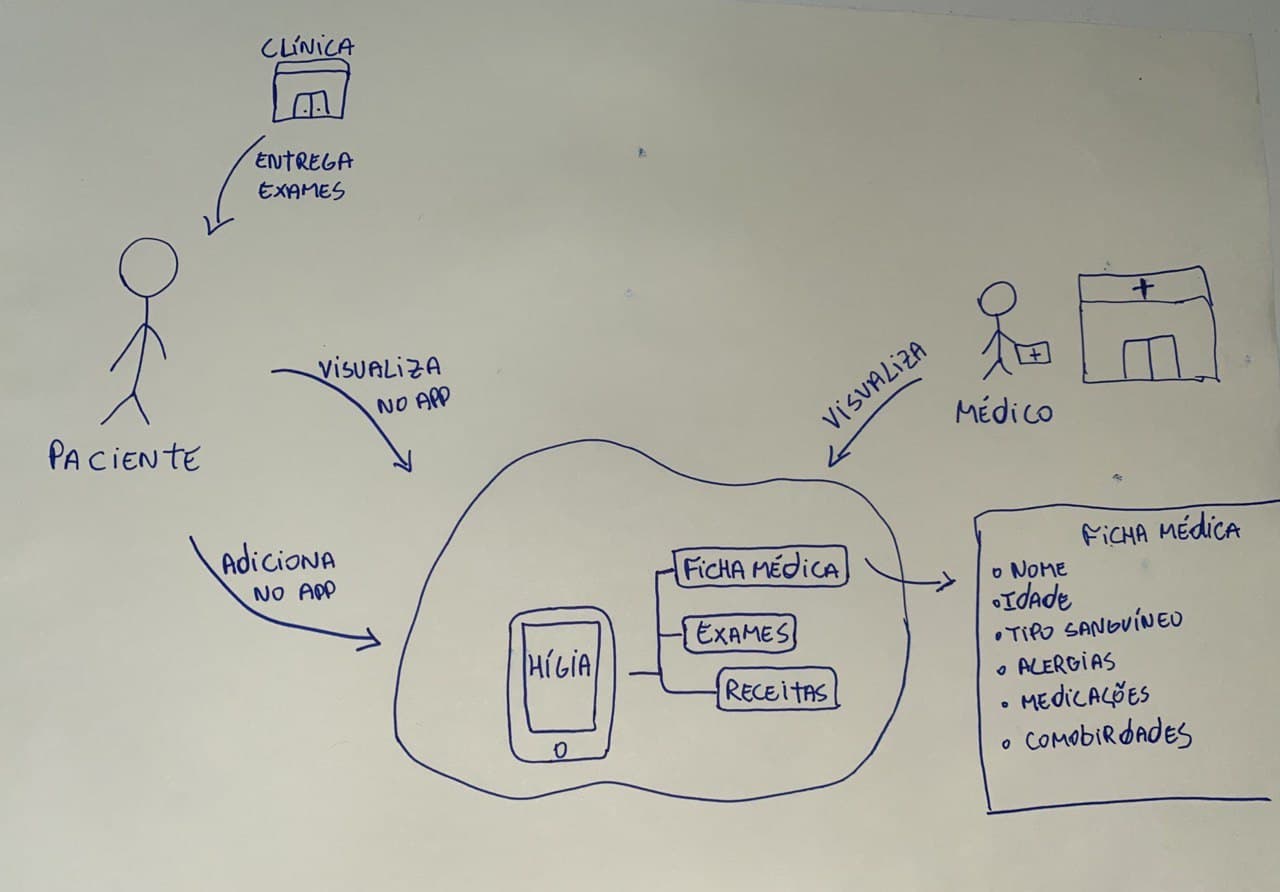 CLÍNICA
ENTREGA
EXAMES
PACIENTE
VISUALIZA
NO APP
ADICIONA
NO APP
VISUALIZA
MÉDICO
HÍGIA
FICHA MÉDICA
EXAMES
RECEITAS
FICHA MÉDICA
NOME
IDADE
TIPO SANGUÍNEO
ALERGIAS
MEDICAÇÕES
COMOBIRDADES